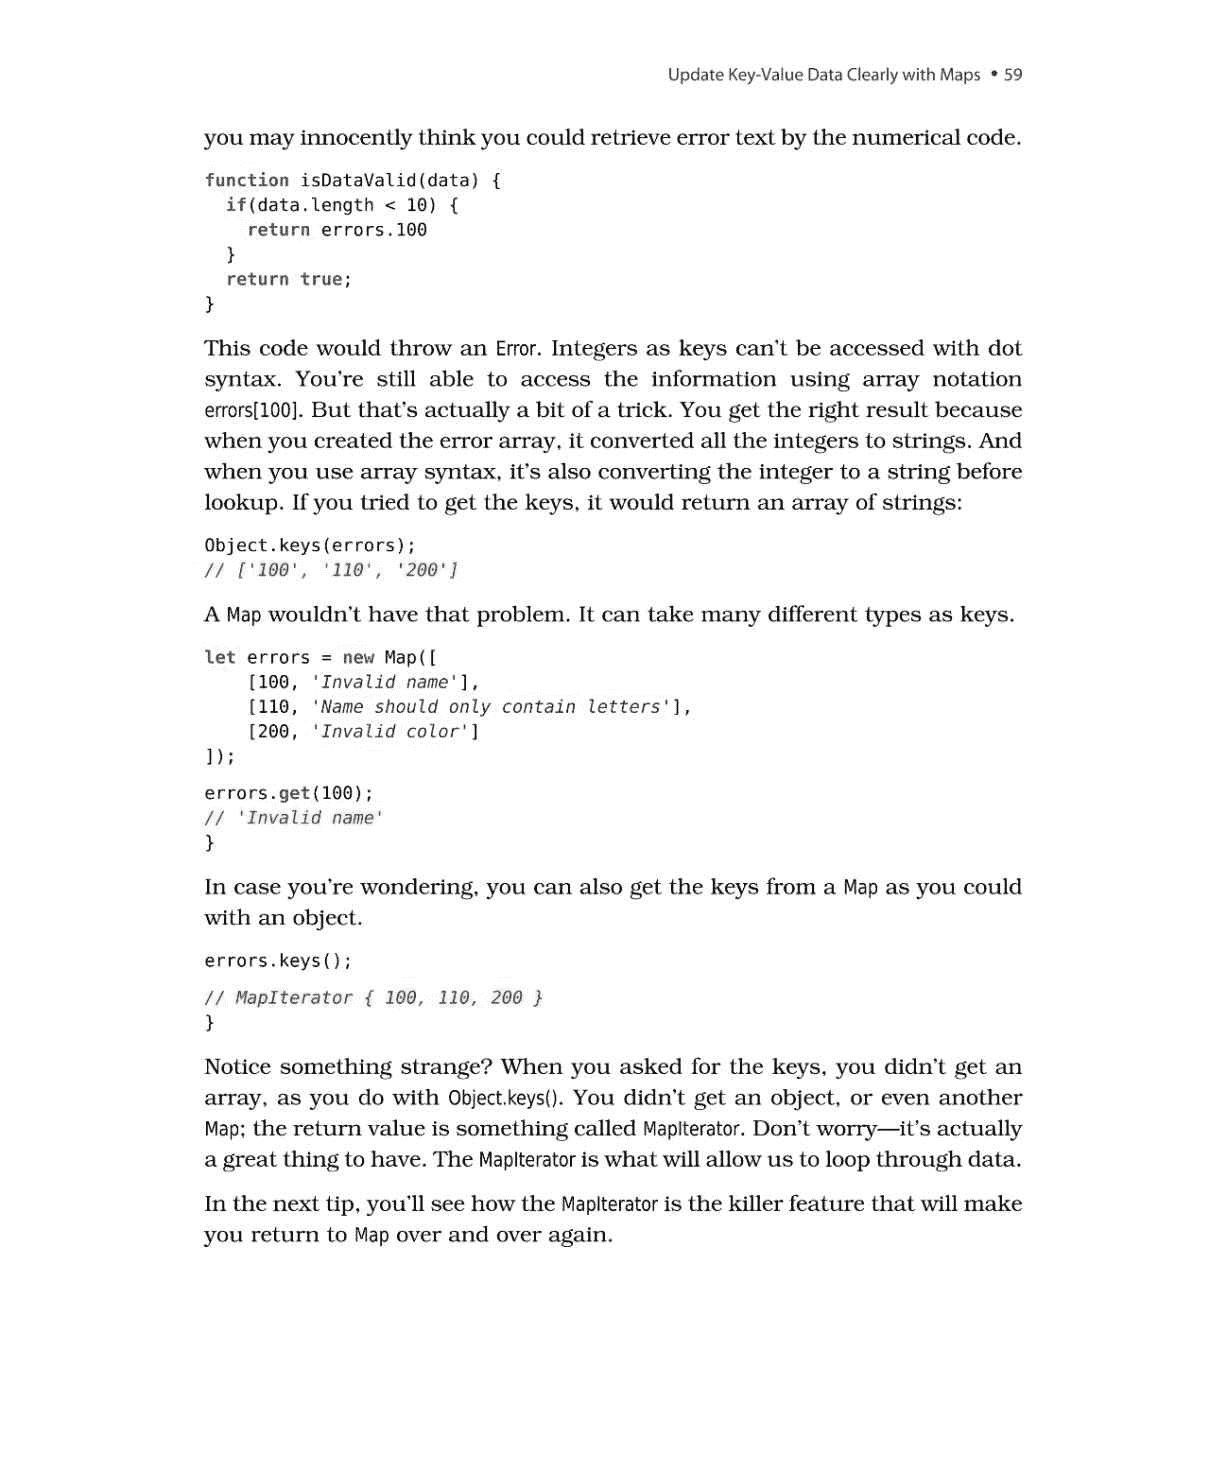 Update Key-Value Data Clearly with Maps • 59
you may innocently think you could retrieve error text by the numerical code.
function isDataValid(data) {
  if(data.length < 10) {
    return errors.100
  }
  return true;
}
This code would throw an Error. Integers as keys can't be accessed with dot
syntax. You're still able to access the information using array notation
errors[100]. But that's actually a bit of a trick. You get the right result because
when you created the error array, it converted all the integers to strings. And
when you use array syntax, it's also converting the integer to a string before
lookup. If you tried to get the keys, it would return an array of strings:
Object.keys(errors);
// ['100', '110', '200']
A Map wouldn't have that problem. It can take many different types as keys.
let errors = new Map([
    [100, 'Invalid name'],
    [110, 'Name should only contain letters'],
    [200, 'Invalid color']
]);
errors.get(100);
// 'Invalid name'
}
In case you're wondering, you can also get the keys from a Map as you could
with an object.
errors.keys();
// MapIterator { 100, 110, 200 }
}
Notice something strange? When you asked for the keys, you didn't get an
array, as you do with Object.keys(). You didn't get an object, or even another
Map; the return value is something called MapIterator. Don't worry—it's actually
a great thing to have. The MapIterator is what will allow us to loop through data.
In the next tip, you'll see how the MapIterator is the killer feature that will make
you return to Map over and over again.